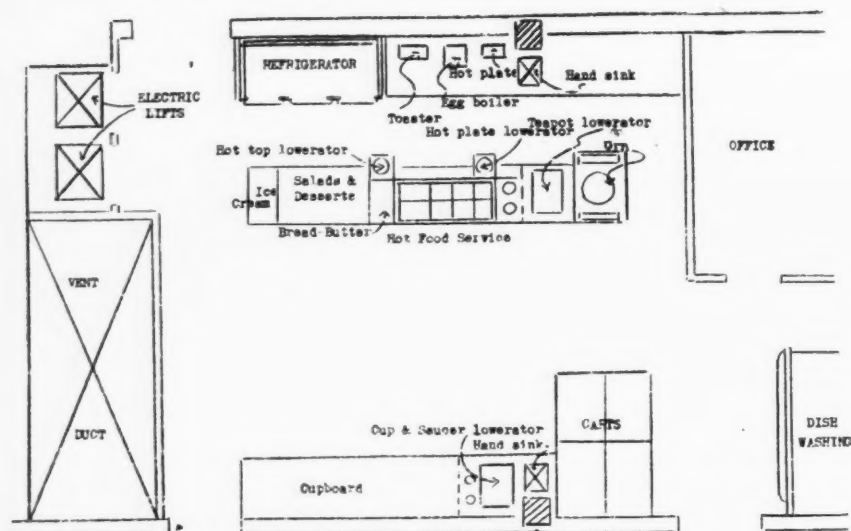 REFRIGERATOR
Hot plate
Hand sink
Egg boiler
Toaster
ELECTRIC
LIFTS
Hot plate lowerator
Teapot lowerator
&
Urn
OFFICE
Hot top lowerator
Ice
Cream
Salads &
Desserts
Bread-Butter
Hot Food Service
VENT
DUCT
Cup & Saucer lowerator
Hand sink
CARTS
DISH
WASHING
Cupboard